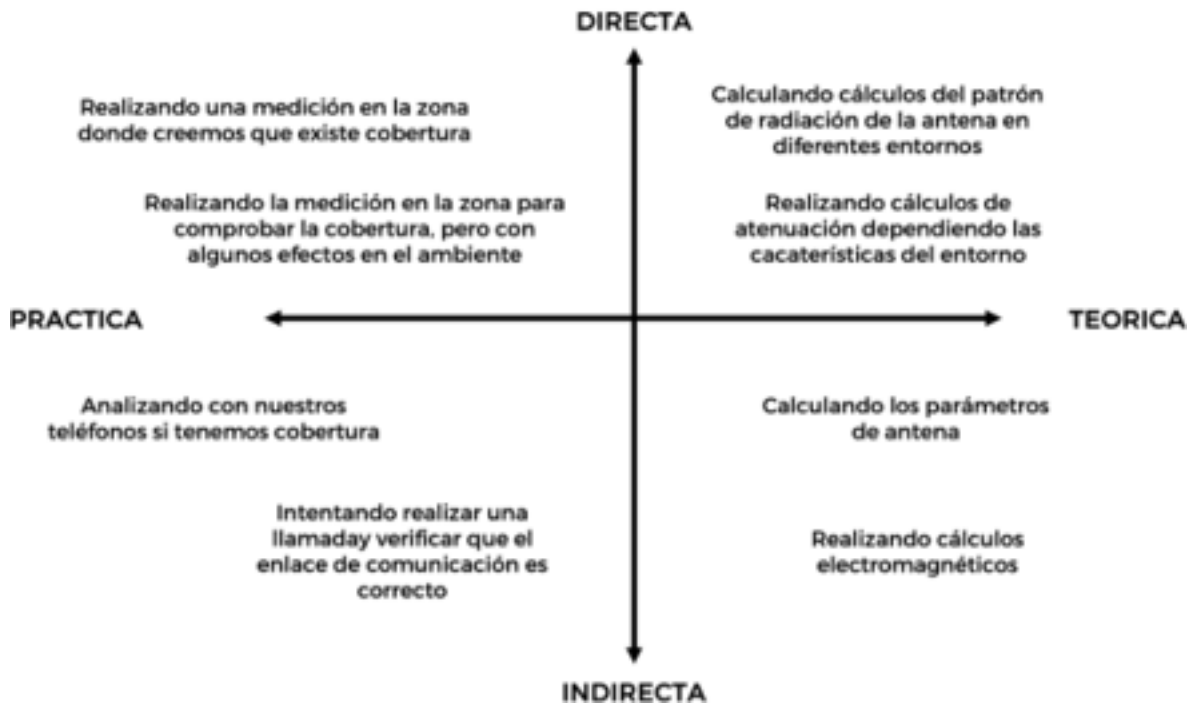 DIRECTA
Realizando una medición en la zona
donde creemos que existe cobertura
Calculando cálculos del patrón
de radiación de la antena en
diferentes entornos
Realizando la medición en la zona para
comprobar la cobertura, pero con
algunos efectos en el ambiente
Realizando cálculos de
atenuación dependiendo las
cacaterísticas del entorno
PRACTICA
TEORICA
Analizando con nuestros
teléfonos si tenemos cobertura
Calculando los parámetros
de antena
Intentando realizar una
llamaday verificar que el
enlace de comunicación es
correcto
Realizando cálculos
electromagnéticos
INDIRECTA